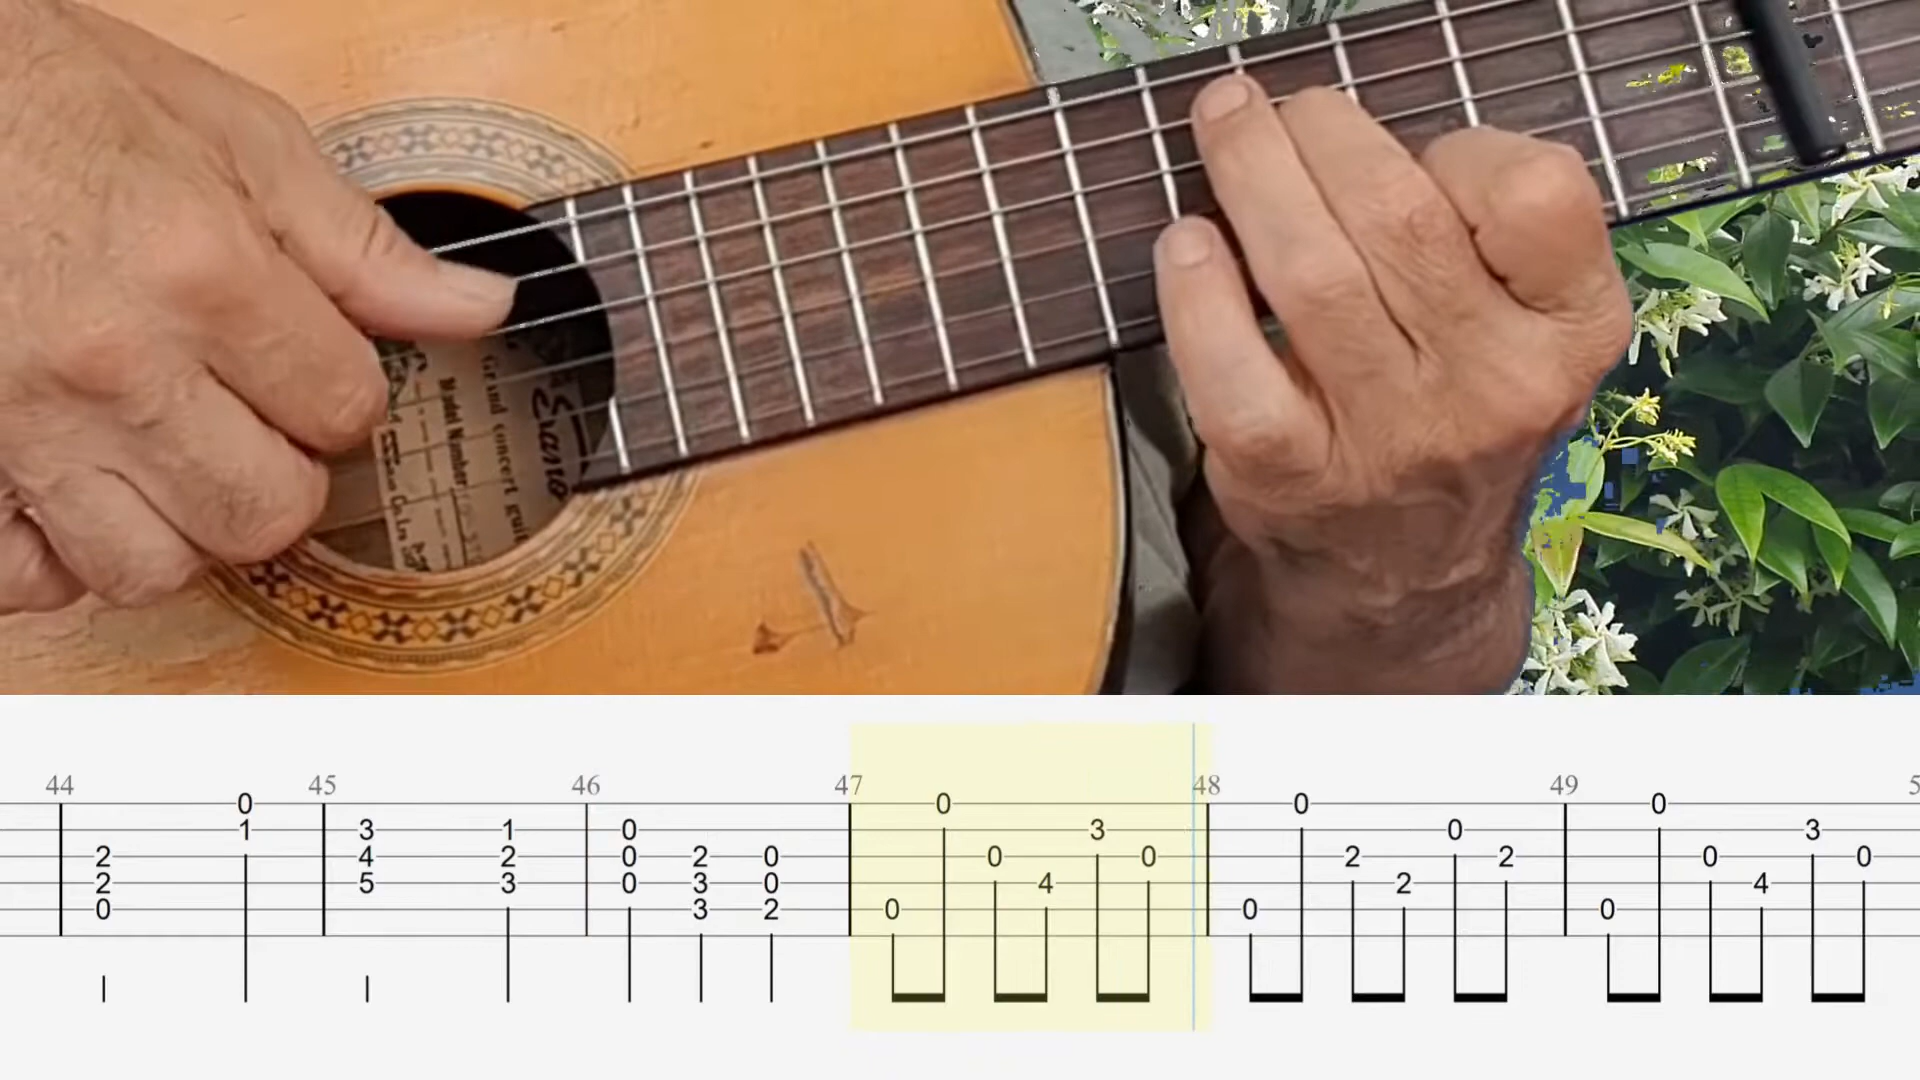 Grand concert guit
Model Number
44 45 46 47 48 49 5
0 0 0 0
1 3 1 0 3 0 3
2 4 2 0 2 0 0 0 2 2 0 0
2 5 3 0 3 0 4 2 4
0 3 2 0 0 0